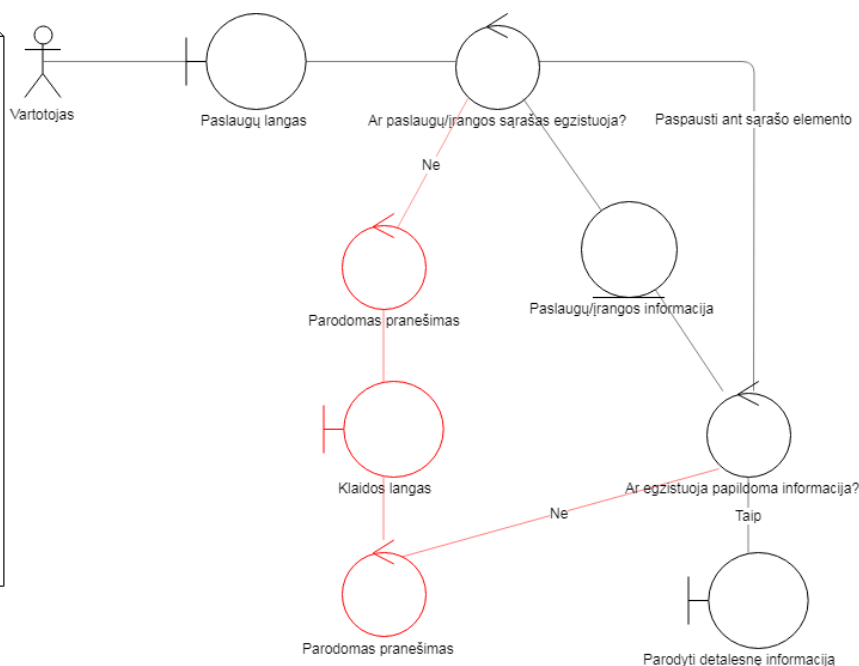 Vartotojas
Paslaugų langas
Ar paslaugų/įrangos sąrašas egzistuoja?
Paspausti ant sąrašo elemento
Ne
Paslaugų/įrangos informacija
Parodomas pranešimas
Klaidos langas
Ar egzistuoja papildoma informacija?
Ne
Taip
Parodomas pranešimas
Parodyti detalesnę informaciją